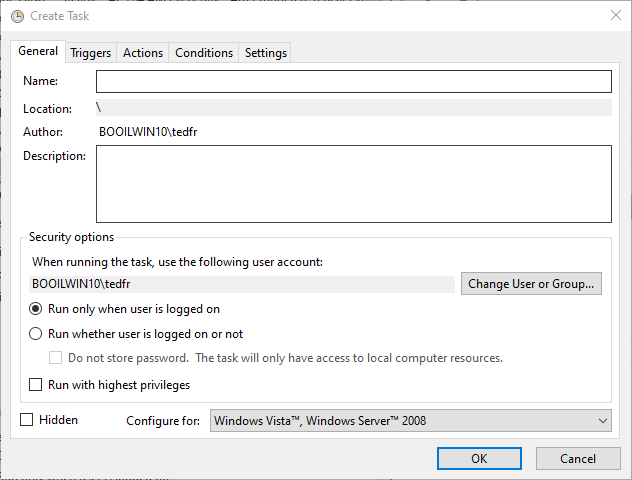 Create Task
General Triggers Actions Conditions Settings
Name:
Location: \
Author: BOOILWIN10\tedfr
Description:
Security options
When running the task, use the following user account:
BOOILWIN10\tedfr Change User or Group...
Run only when user is logged on
Run whether user is logged on or not
Do not store password. The task will only have access to local computer resources.
Run with highest privileges
Hidden Configure for: Windows Vista™, Windows Server™ 2008
OK Cancel